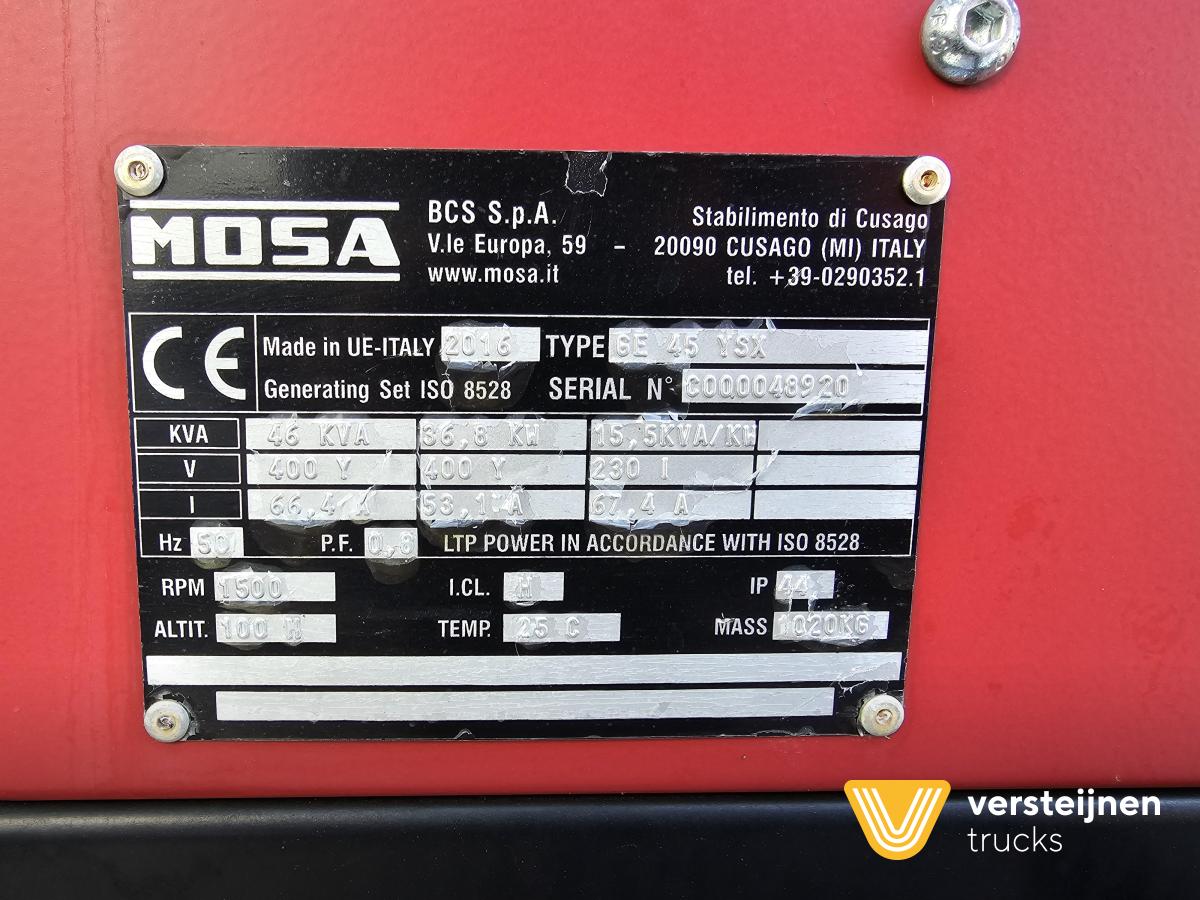 MOSA
BCS S.p.A.
V.le Europa, 59 -
www.mosa.it
Stabilimento di Cusago
20090 CUSAGO (MI) ITALY
tel. +39-0290352.1
CE
Made in UE-ITALY 2016 TYPE GE 45 YSX
Generating Set ISO 8528 SERIAL N° C000048920
KVA 46 KVA 36,8 KW 15,5KVA/KW
V 400 Y 400 Y 230 I
I 66,4 A 53,1 A 67,4 A
Hz 50 P.F. 0,8 LTP POWER IN ACCORDANCE WITH ISO 8528
RPM 1500 I.CL. H IP 44
ALTIT. 100 M TEMP. 25 C MASS 1020KG
versteijnen
trucks